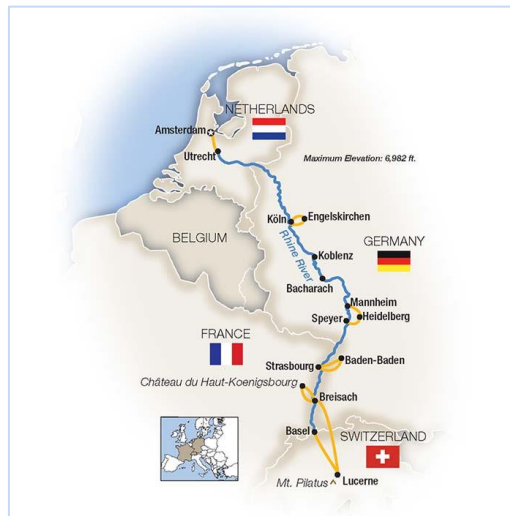 NETHERLANDS
Amsterdam
Utrecht
Maximum Elevation: 6,982 ft.
Köln
Engelskirchen
BELGIUM
Rhine River
GERMANY
Koblenz
Bacharach
Mannheim
Speyer
Heidelberg
FRANCE
Strasbourg
Baden-Baden
Château du Haut-Koenigsbourg
Breisach
Basel
SWITZERLAND
Mt. Pilatus
Lucerne